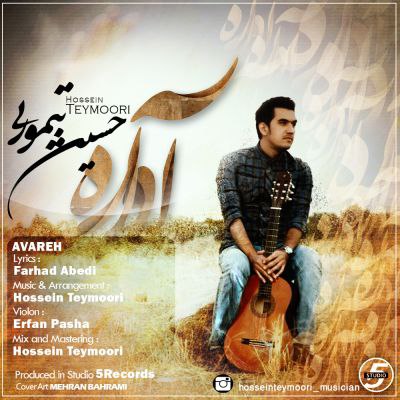 HOSSEIN
TEYMOORI
حسین تیموری
آواره
AVAREH
Lyrics :
Farhad Abedi
Music & Arrangement :
Hossein Teymoori
Violon :
Erfan Pasha
Mix and Mastering :
Hossein Teymoori
Produced in Studio 5Records
Cover Art MEHRAN BAHRAMI
hosseinteymoori_musician
5
STUDIO